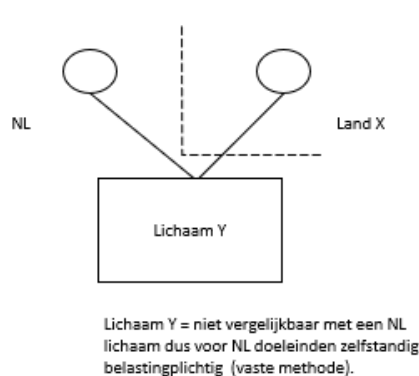 NL
Land X
Lichaam Y
Lichaam Y = niet vergelijkbaar met een NL
lichaam dus voor NL doeleinden zelfstandig
belastingplichtig (vaste methode).